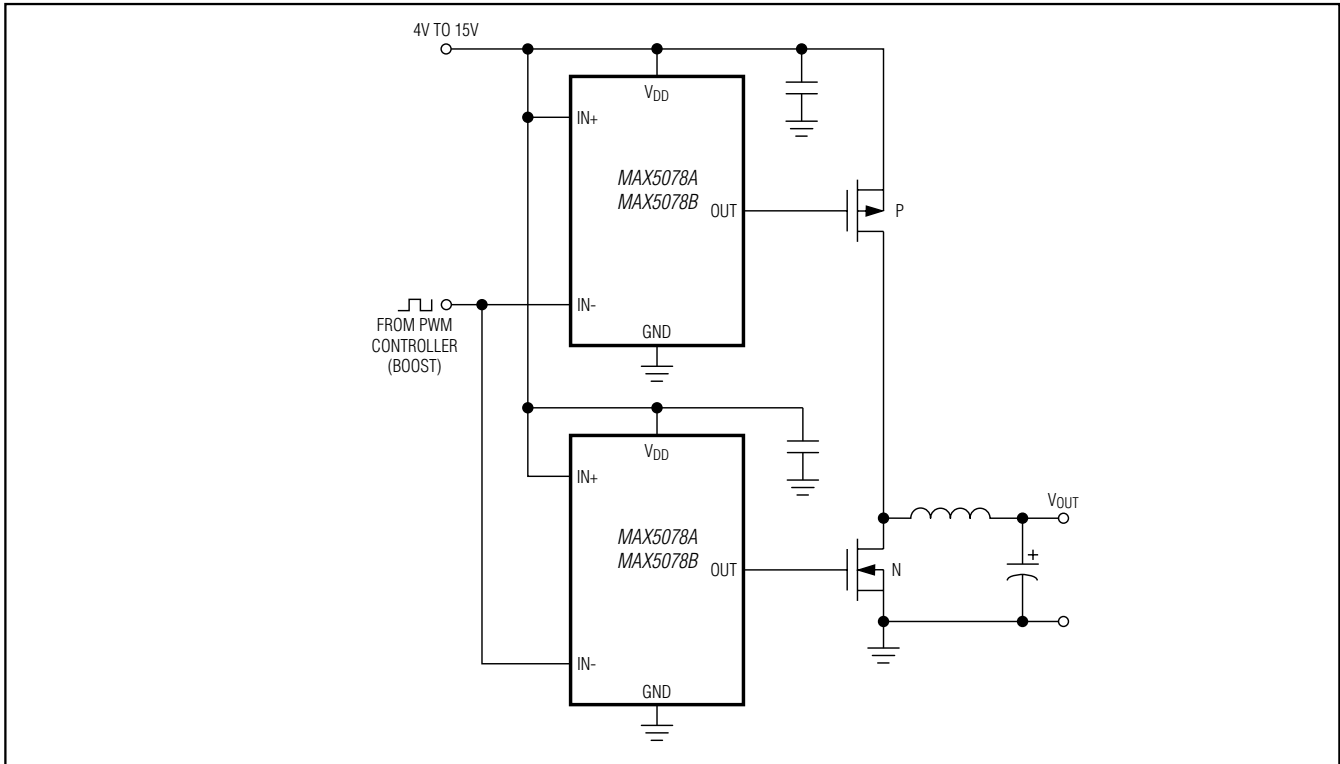 4V TO 15V
VDD
IN+
MAX5078A
MAX5078B
OUT
P
IN-
FROM PWM
CONTROLLER
(BOOST)
GND
VDD
IN+
MAX5078A
MAX5078B
OUT
N
VOUT
+
IN-
GND